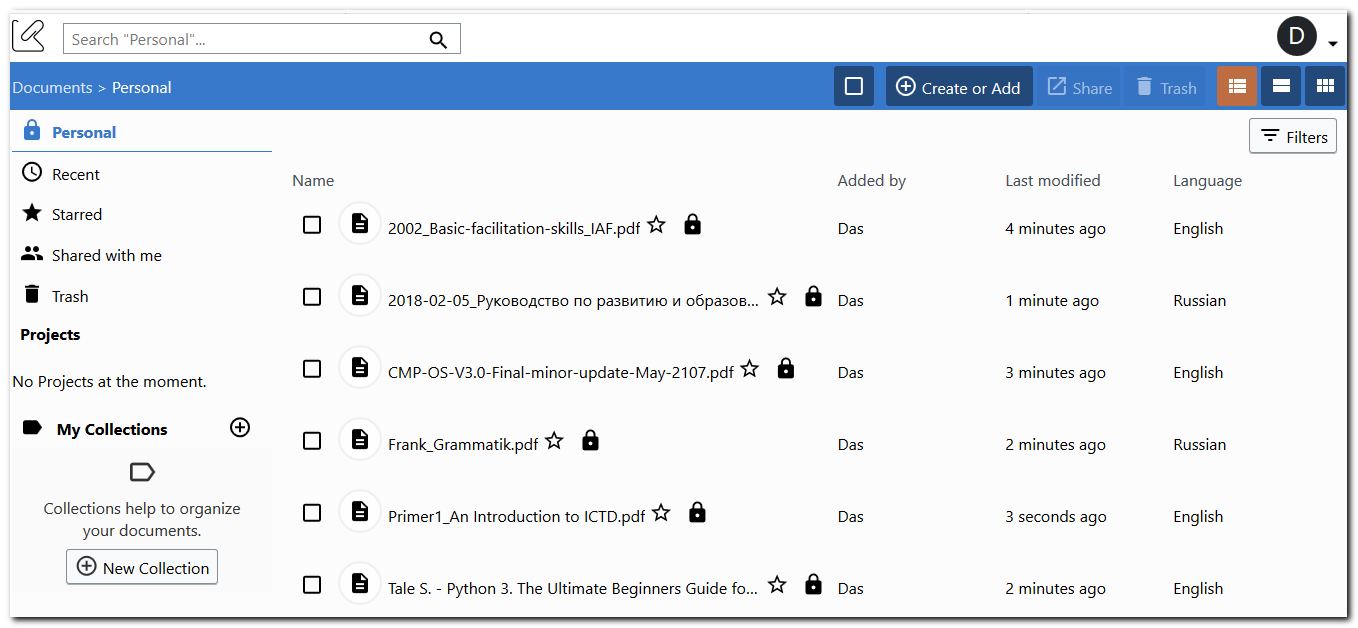 Search "Personal"...
D
Documents > Personal
Create or Add
Share
Trash
Personal
Filters
Recent
Starred
Shared with me
Trash
Projects
No Projects at the moment.
My Collections
Collections help to organize
your documents.
New Collection
Name Added by Last modified Language
2002_Basic-facilitation-skills_IAF.pdf Das 4 minutes ago English
2018-02-05_Руководство по развитию и образов... Das 1 minute ago Russian
CMP-OS-V3.0-Final-minor-update-May-2107.pdf Das 3 minutes ago English
Frank_Grammatik.pdf Das 2 minutes ago Russian
Primer1_An Introduction to ICTD.pdf Das 3 seconds ago English
Tale S. - Python 3. The Ultimate Beginners Guide fo... Das 2 minutes ago English